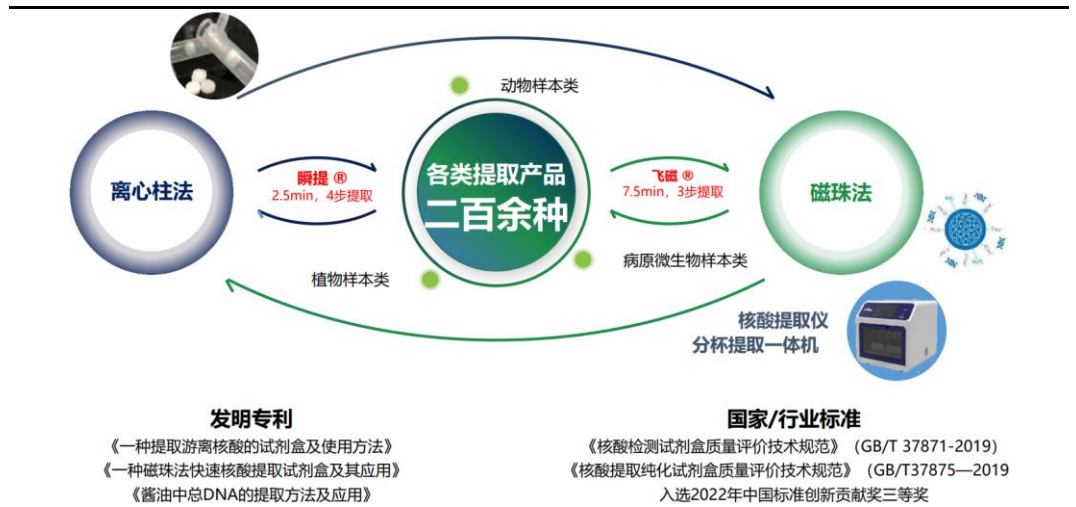 动物样本类
离心柱法
瞬提 ®
2.5min，4步提取
各类提取产品
二百余种
飞磁 ®
7.5min，3步提取
磁珠法
植物样本类
病原微生物样本类
核酸提取仪
分杯提取一体机
发明专利
《一种提取游离核酸的试剂盒及使用方法》
《一种磁珠法快速核酸提取试剂盒及其应用》
《酱油中总DNA的提取方法及应用》
国家/行业标准
《核酸检测试剂盒质量评价技术规范》（GB/T 37871-2019）
《核酸提取纯化试剂盒质量评价技术规范》（GB/T37875—2019
入选2022年中国标准创新贡献奖三等奖